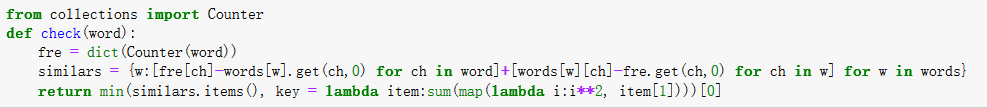 from collections import Counter
def check(word):
    fre = dict(Counter(word))
    similars = {w:[fre[ch]-words[w].get(ch,0) for ch in word]+[words[w][ch]-fre.get(ch,0) for ch in w] for w in words}
    return min(similars.items(), key = lambda item:sum(map(lambda i:i**2, item[1])))[0]